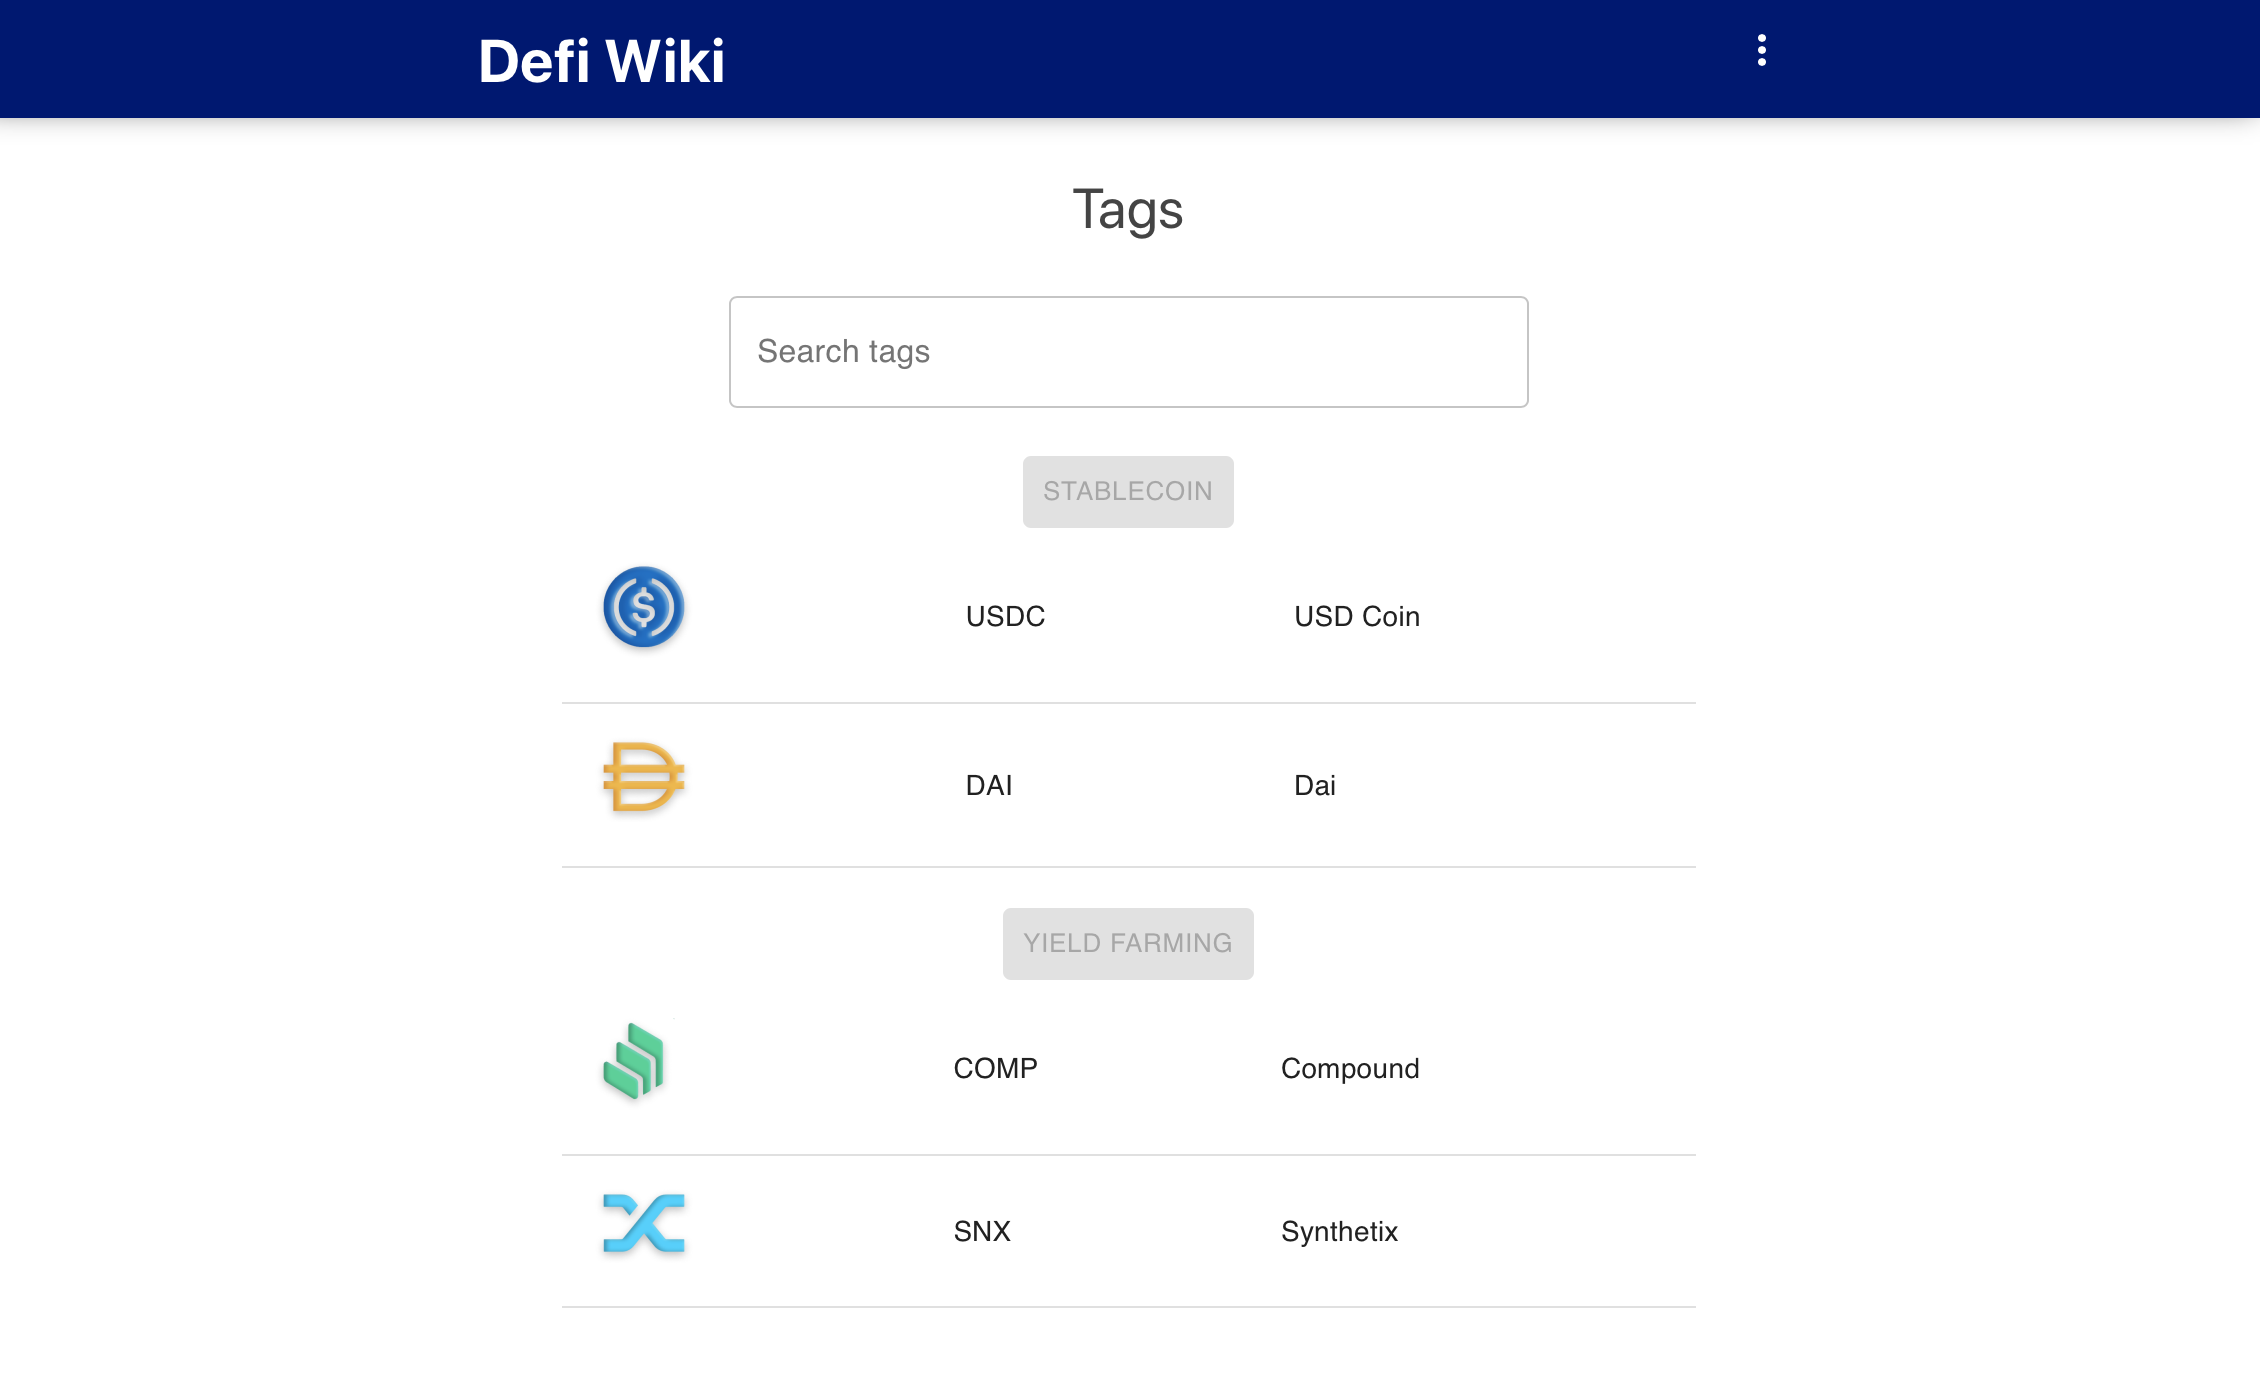 Defi Wiki
Tags
Search tags
STABLECOIN
USDC USD Coin
DAI Dai
YIELD FARMING
COMP Compound
SNX Synthetix